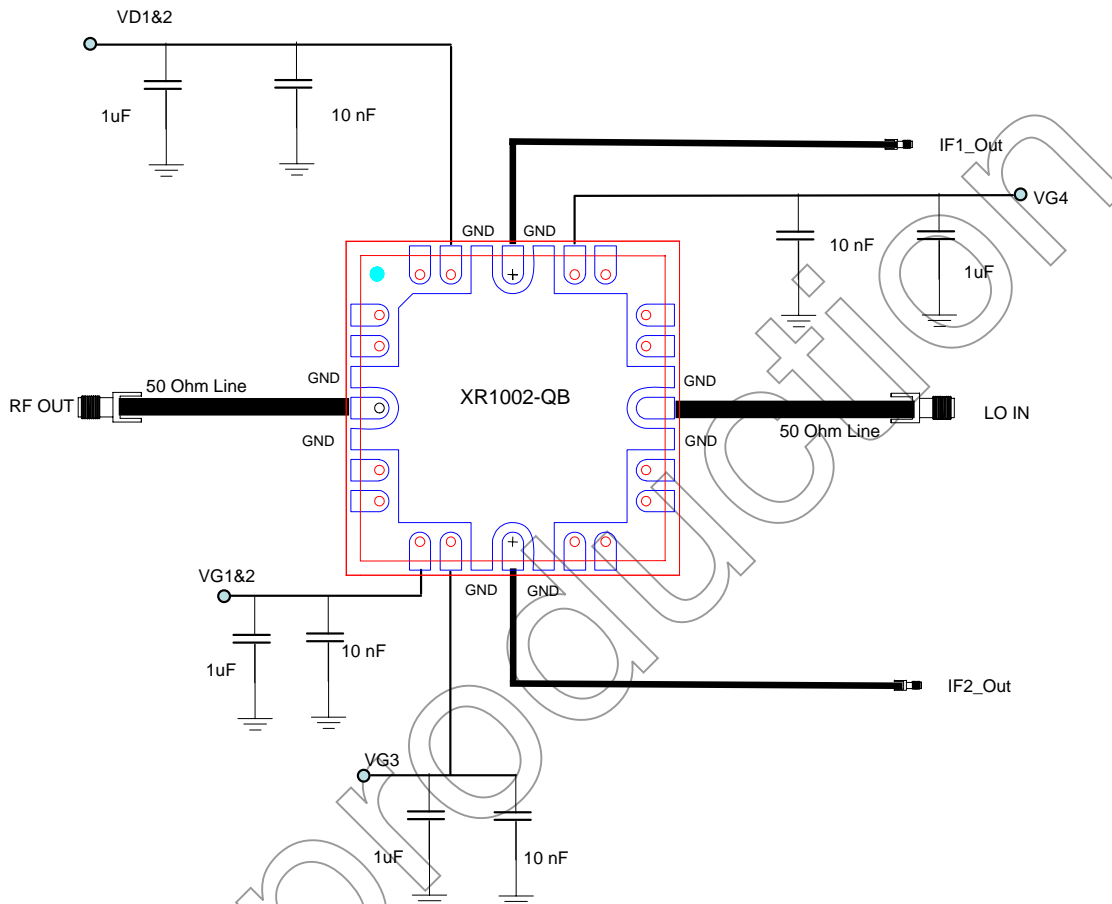 VD1&2
1uF
10 nF
IF1_Out
VG4
GND
GND
10 nF
1uF
GND
GND
50 Ohm Line
RF OUT
XR1002-QB
LO IN
GND
GND
50 Ohm Line
VG1&2
GND
GND
1uF
10 nF
IF2_Out
VG3
1uF
10 nF
production